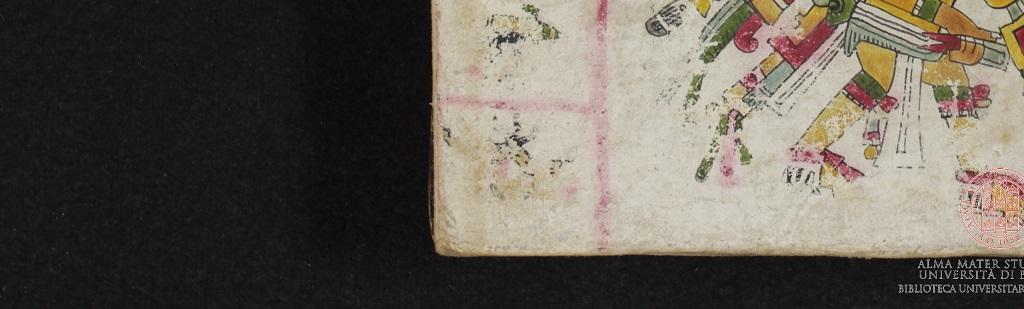 ALMA MATER STU
UNIVERSITÀ DI B
BIBLIOTECA UNIVERSITAR